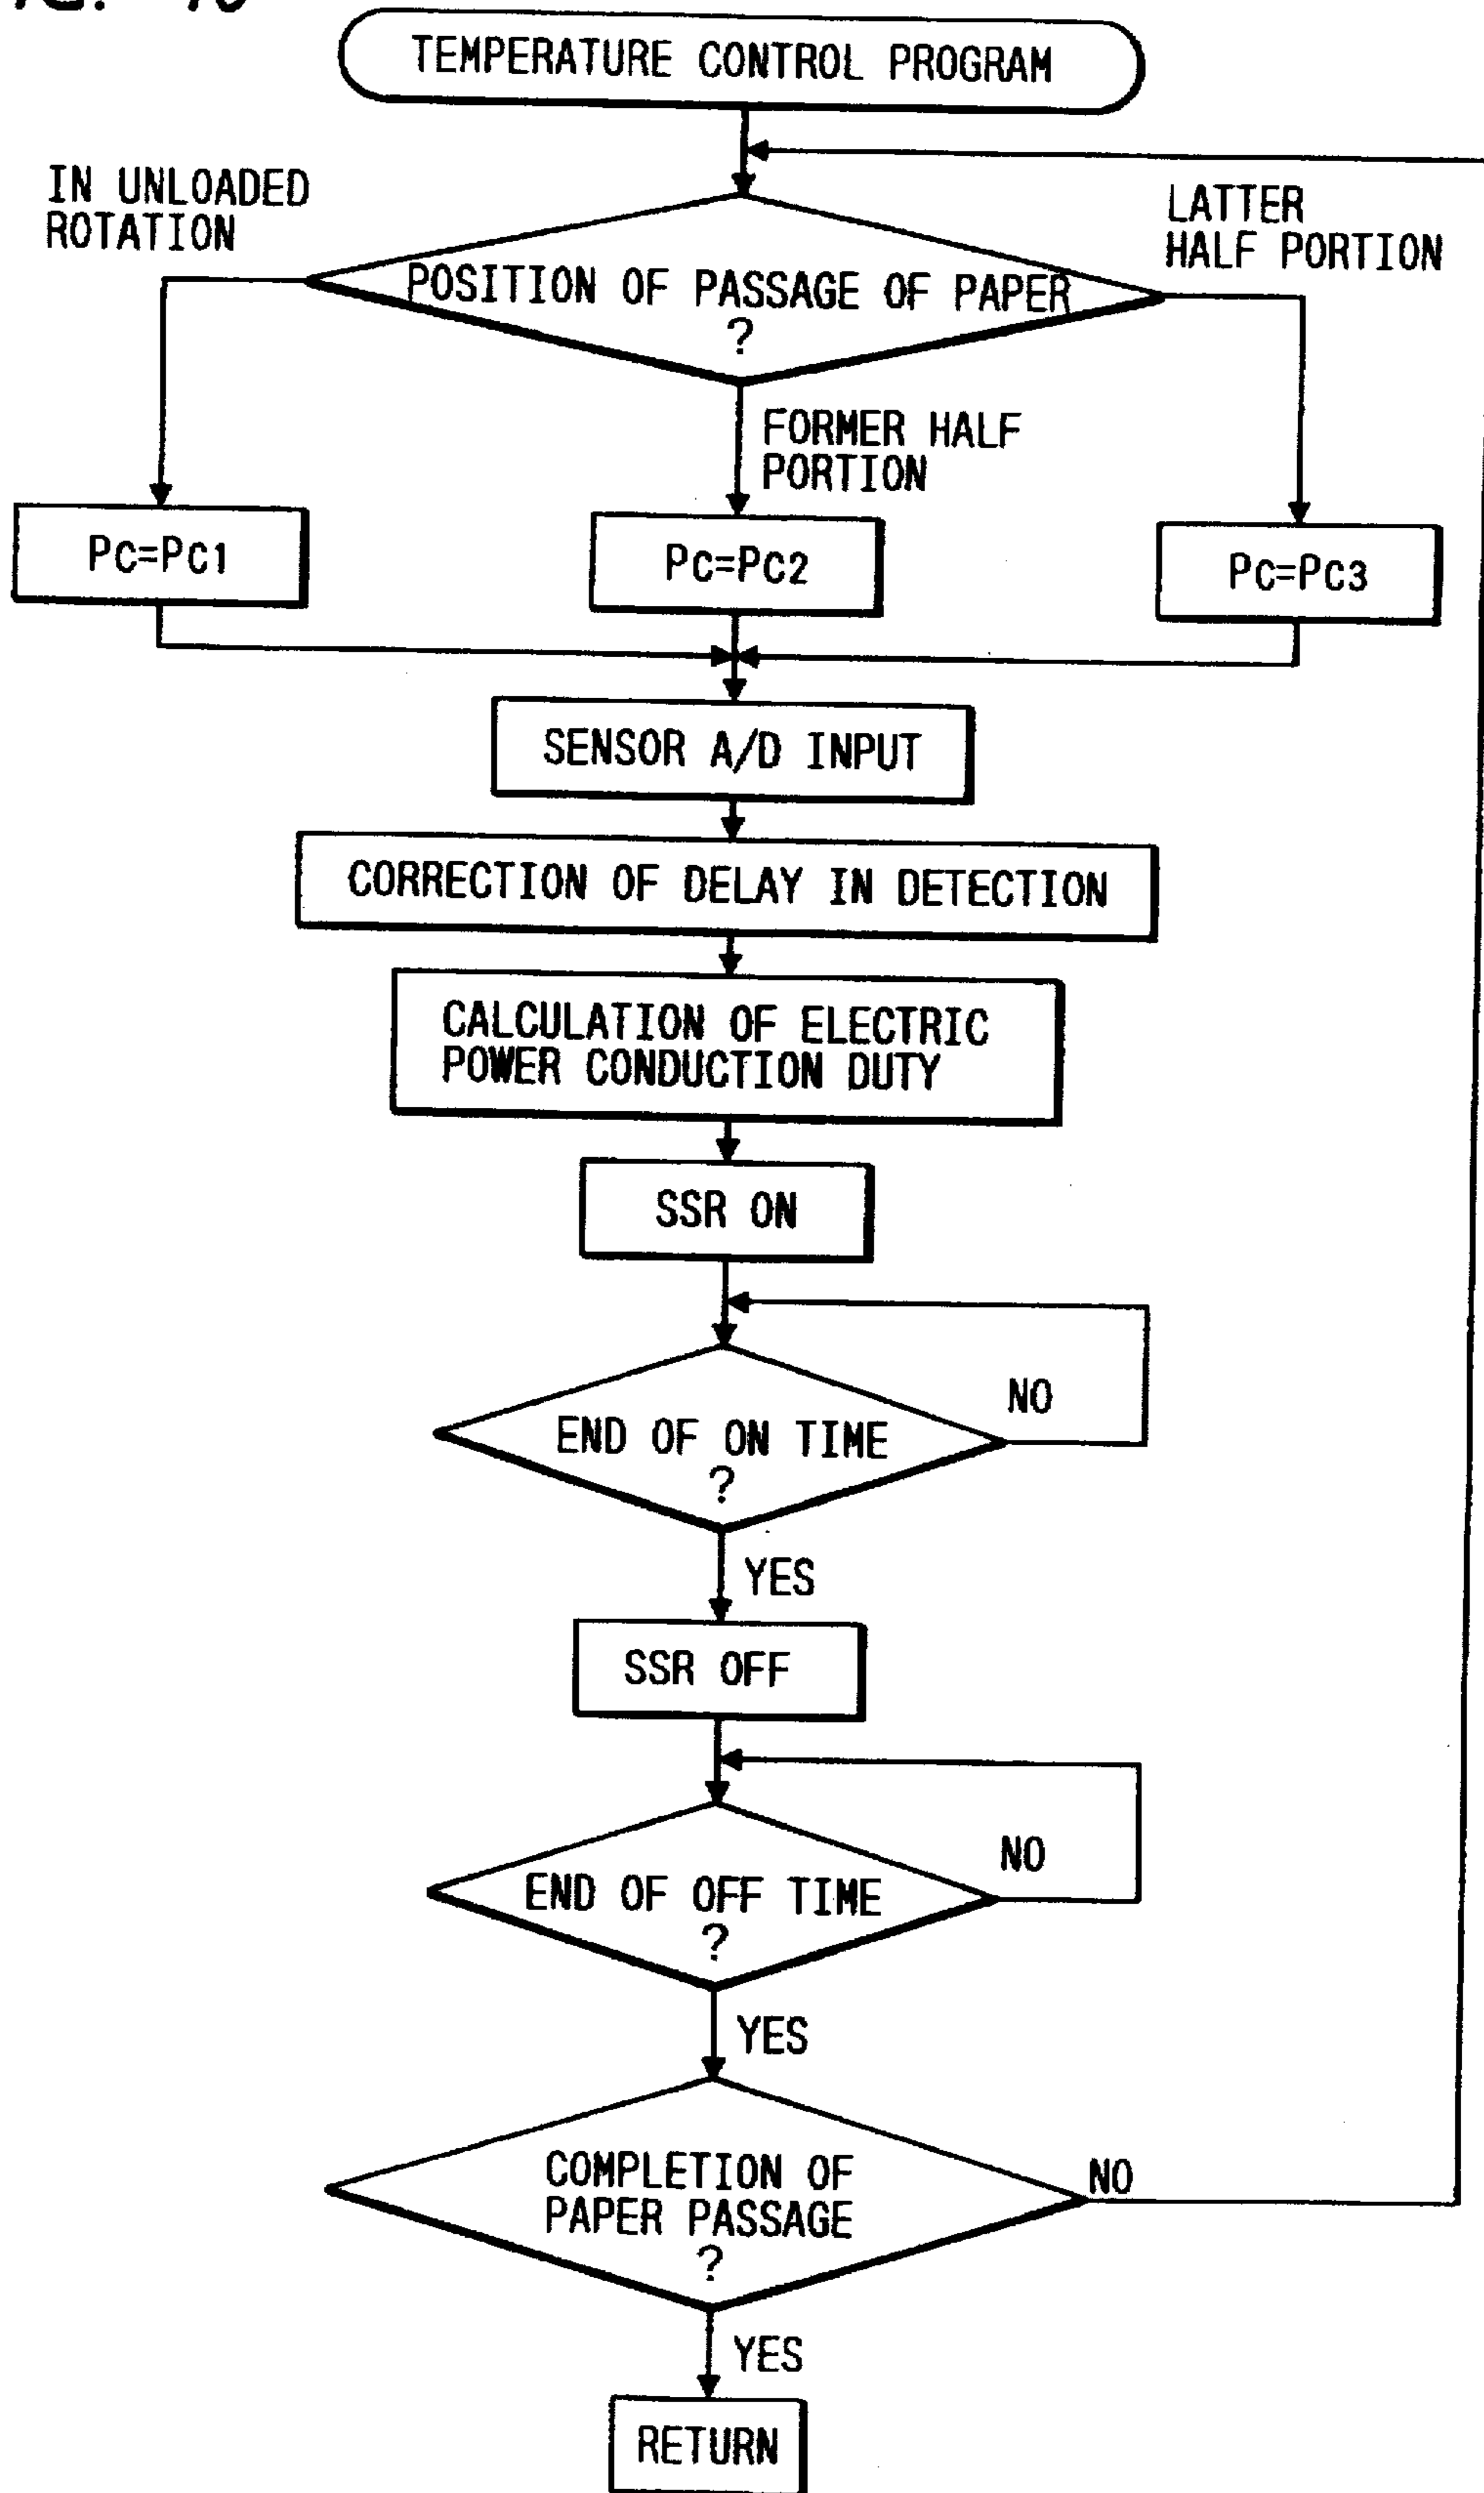 TEMPERATURE CONTROL PROGRAM
IN UNLOADED
ROTATION
LATTER
HALF PORTION
POSITION OF PASSAGE OF PAPER
?
FORMER HALF
PORTION
PC=PC1
PC=PC2
PC=PC3
SENSOR A/D INPUT
CORRECTION OF DELAY IN DETECTION
CALCULATION OF ELECTRIC
POWER CONDUCTION DUTY
SSR ON
NO
END OF ON TIME
?
YES
SSR OFF
NO
END OF OFF TIME
?
YES
COMPLETION OF
PAPER PASSAGE
?
NO
YES
RETURN